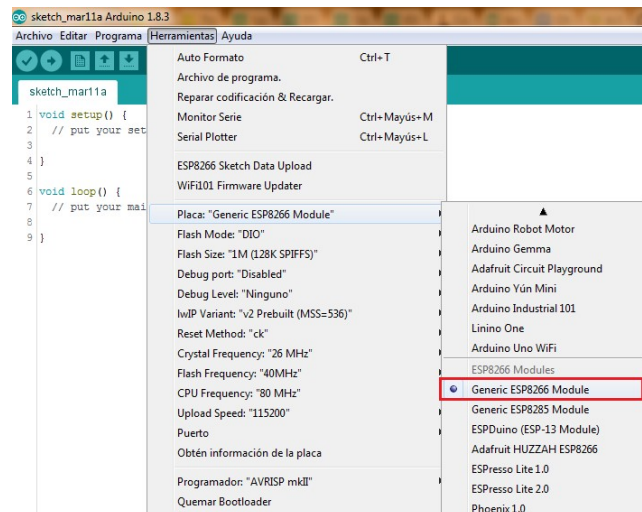 sketch_mar11a Arduino 1.8.3
Archivo Editar Programa Herramientas Ayuda
sketch_mar11a
1 void setup() {
2 // put your set
3
4 }
5
6 void loop() {
7 // put your mai
8
9 }
Auto Formato Ctrl+T
Archivo de programa.
Reparar codificación & Recargar.
Monitor Serie Ctrl+Mayús+M
Serial Plotter Ctrl+Mayús+L
ESP8266 Sketch Data Upload
WiFi101 Firmware Updater
Placa: "Generic ESP8266 Module"
Flash Mode: "DIO"
Flash Size: "1M (128K SPIFFS)"
Debug port: "Disabled"
Debug Level: "Ninguno"
lwIP Variant: "v2 Prebuilt (MSS=536)"
Reset Method: "ck"
Crystal Frequency: "26 MHz"
Flash Frequency: "40MHz"
CPU Frequency: "80 MHz"
Upload Speed: "115200"
Puerto
Obtén información de la placa
Programador: "AVRISP mkII"
Quemar Bootloader
Arduino Robot Motor
Arduino Gemma
Adafruit Circuit Playground
Arduino Yún Mini
Arduino Industrial 101
Linino One
Arduino Uno WiFi
ESP8266 Modules
Generic ESP8266 Module
Generic ESP8285 Module
ESPDuino (ESP-13 Module)
Adafruit HUZZAH ESP8266
ESPresso Lite 1.0
ESPresso Lite 2.0
Phoenix 1.0